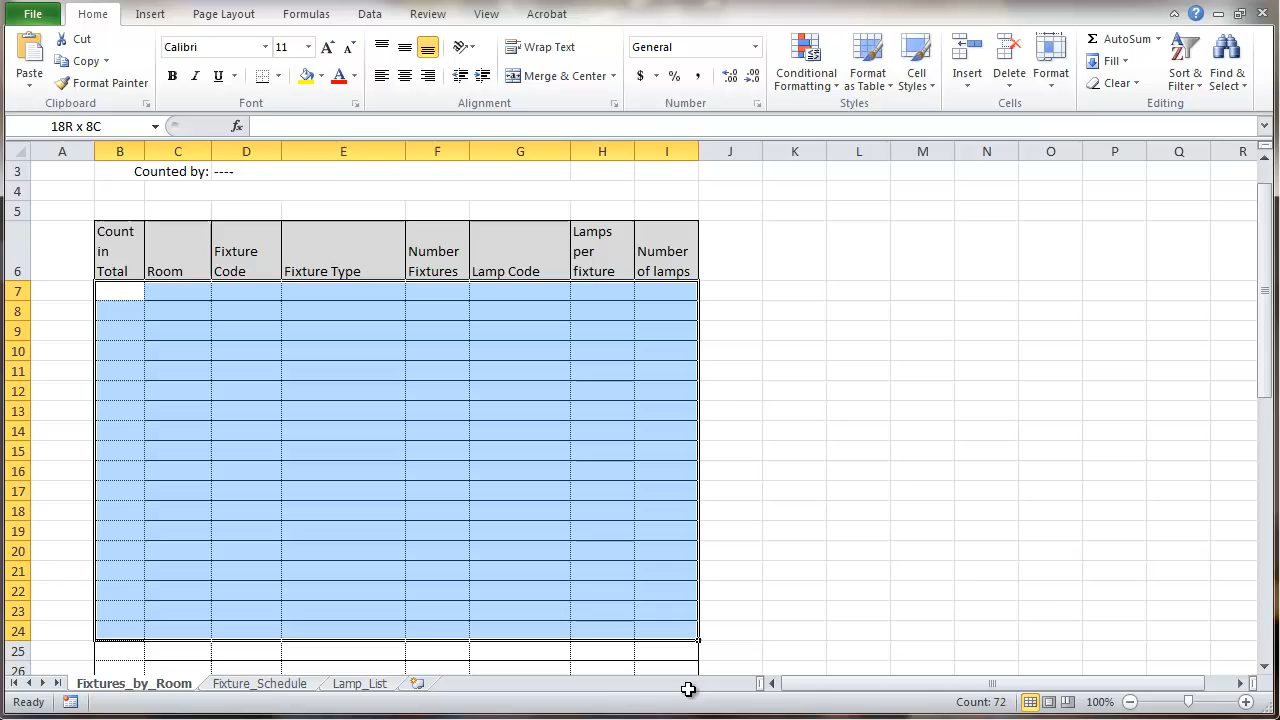 File Home Insert Page Layout Formulas Data Review View Acrobat
Paste Cut Copy Format Painter
Calibri 11 B I U A
Wrap Text
Merge & Center
General
$ % ,
Conditional Formatting Format as Table Cell Styles
Insert Delete Format
AutoSum Fill Clear
Sort & Filter Find & Select
Clipboard Font Alignment Number Styles Cells Editing
18R x 8C fx
A B C D E F G H I J K L M N O P Q R
3 Counted by: ----
4
5
6 Count in Total Room Fixture Code Fixture Type Number Fixtures Lamp Code Lamps per fixture Number of lamps
7
8
9
10
11
12
13
14
15
16
17
18
19
20
21
22
23
24
25
26
Fixtures_by_Room Fixture_Schedule Lamp_List
Ready Count: 72 100%